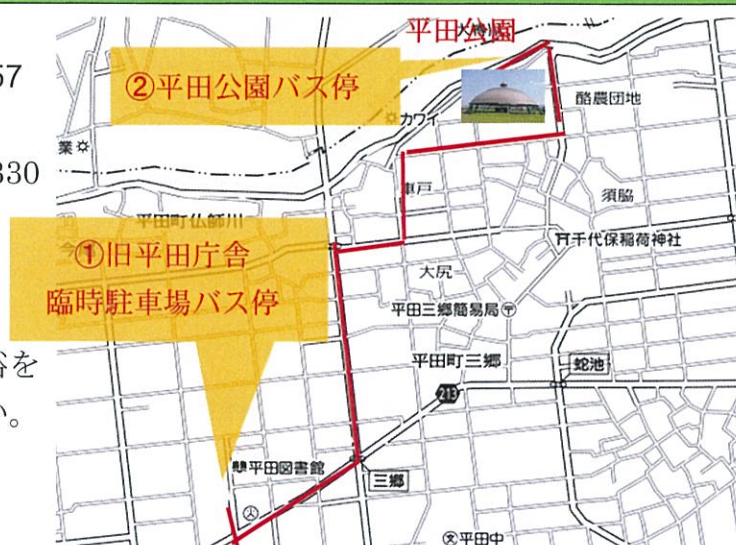 平田公園
57
②平田公園バス停
酪農団地
カワイ
業
330
車戸
須脇
平田町仏師川
①旧平田庁舎
臨時駐車場バス停
千代保稲荷神社
今
大尻
平田三郷簡易局
平田町三郷
蛇池
213
を
い。
平田図書館
三郷
平田中